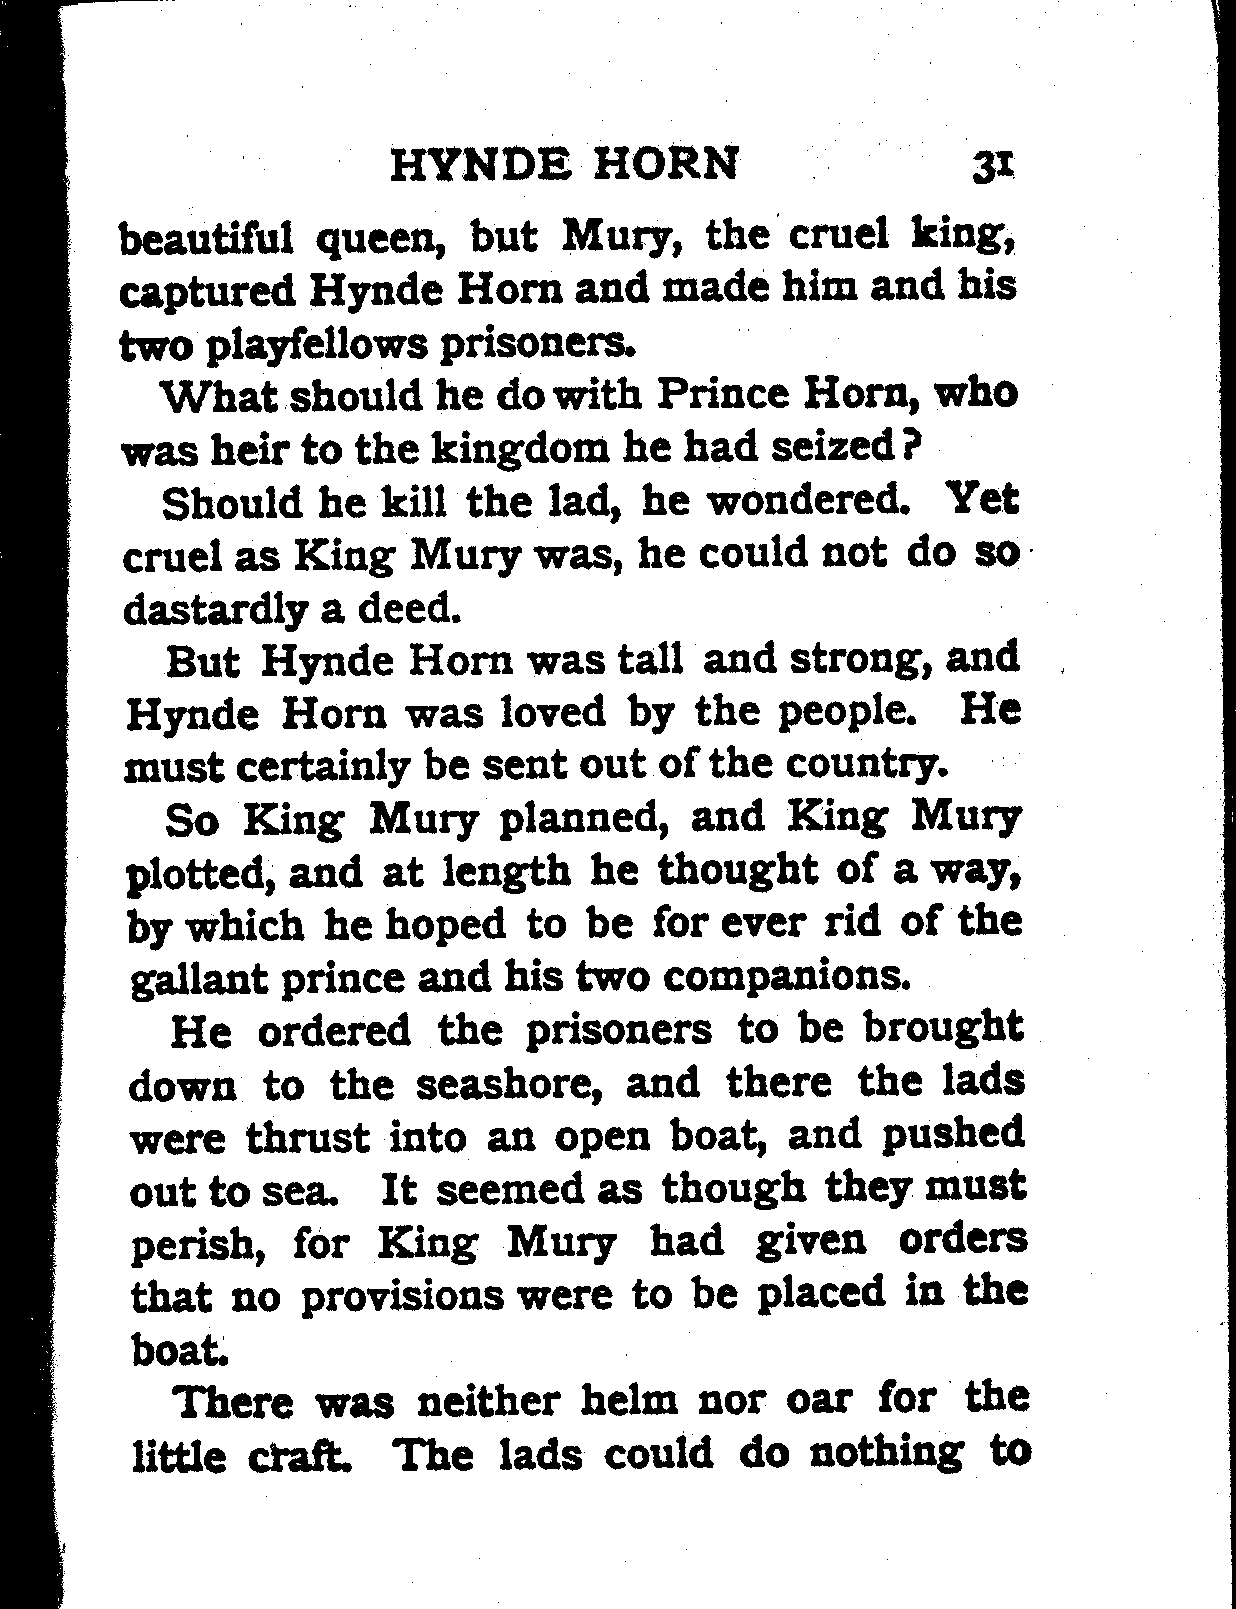 HYNDE HORN 31
beautiful queen, but Mury, the cruel king,
captured Hynde Horn and made him and his
two playfellows prisoners.
What should he do with Prince Horn, who
was heir to the kingdom he had seized?
Should he kill the lad, he wondered. Yet
cruel as King Mury was, he could not do so
dastardly a deed.
But Hynde Horn was tall and strong, and
Hynde Horn was loved by the people. He
must certainly be sent out of the country.
So King Mury planned, and King Mury
plotted, and at length he thought of a way,
by which he hoped to be for ever rid of the
gallant prince and his two companions.
He ordered the prisoners to be brought
down to the seashore, and there the lads
were thrust into an open boat, and pushed
out to sea. It seemed as though they must
perish, for King Mury had given orders
that no provisions were to be placed in the
boat.
There was neither helm nor oar for the
little craft. The lads could do nothing to